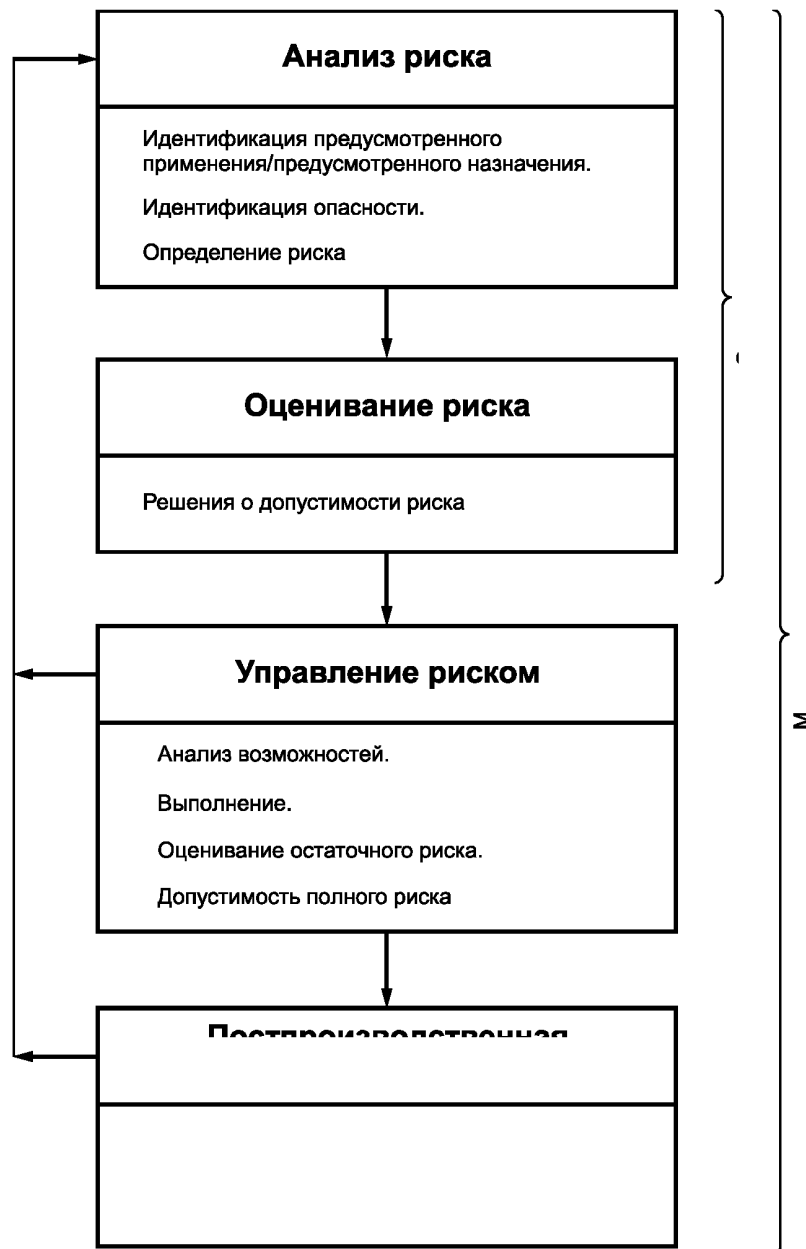 Анализ риска
Идентификация предусмотренного
применения/предусмотренного назначения.
Идентификация опасности.
Определение риска
Оценивание риска
Решения о допустимости риска
Управление риском
Анализ возможностей.
Выполнение.
Оценивание остаточного риска.
Допустимость полного риска
Постпроизводственная
М